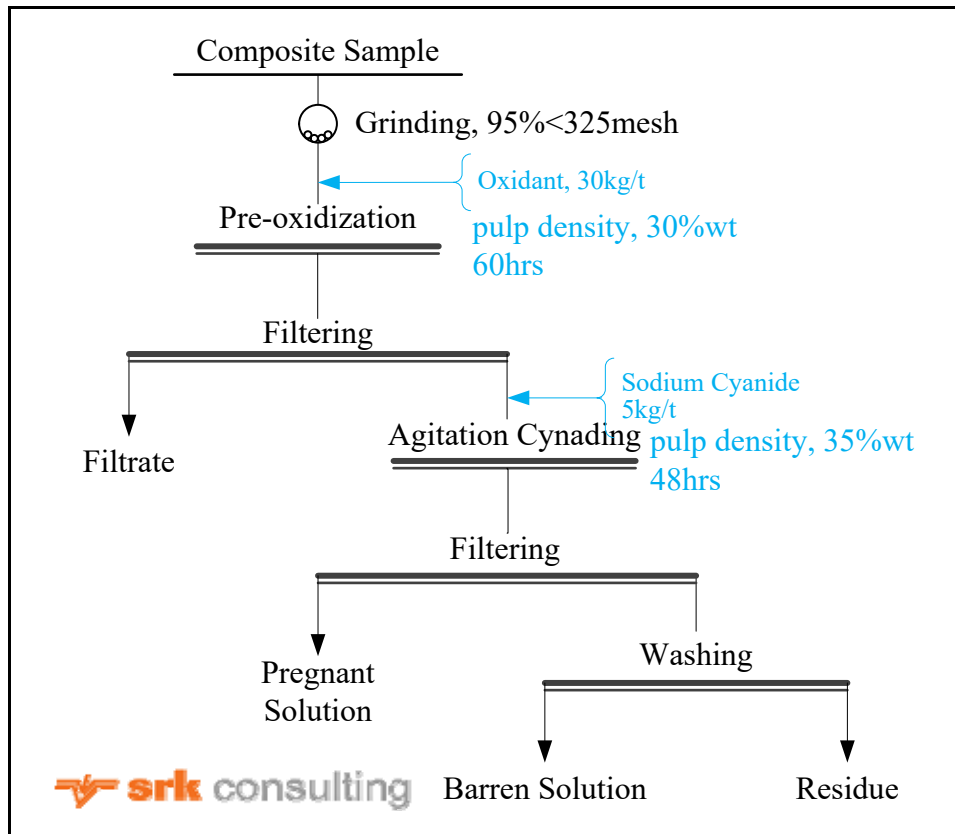 Composite Sample
Grinding, 95%<325mesh
Oxidant, 30kg/t
Pre-oxidization
pulp density, 30%wt
60hrs
Filtering
Sodium Cyanide
5kg/t
Agitation Cynading
pulp density, 35%wt
48hrs
Filtrate
Filtering
Washing
Pregnant
Solution
Barren Solution
Residue
srk consulting